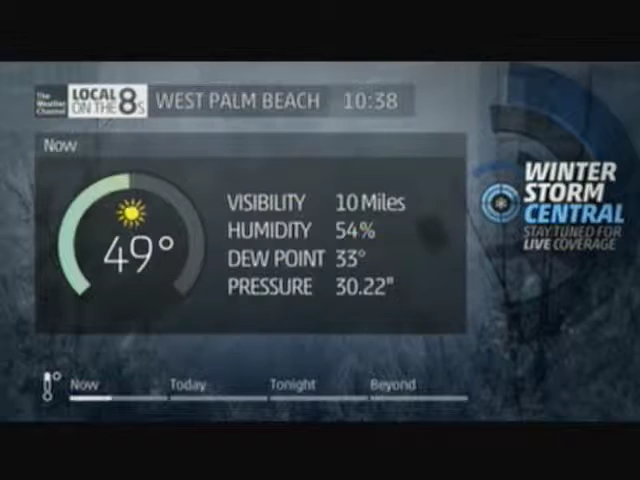 The Weather Channel
LOCAL
ON THE 8s
WEST PALM BEACH 10:38
Now
49°
VISIBILITY 10 Miles
HUMIDITY 54%
DEW POINT 33°
PRESSURE 30.22"
WINTER
STORM
CENTRAL
STAY TUNED FOR
LIVE COVERAGE
Now Today Tonight Beyond